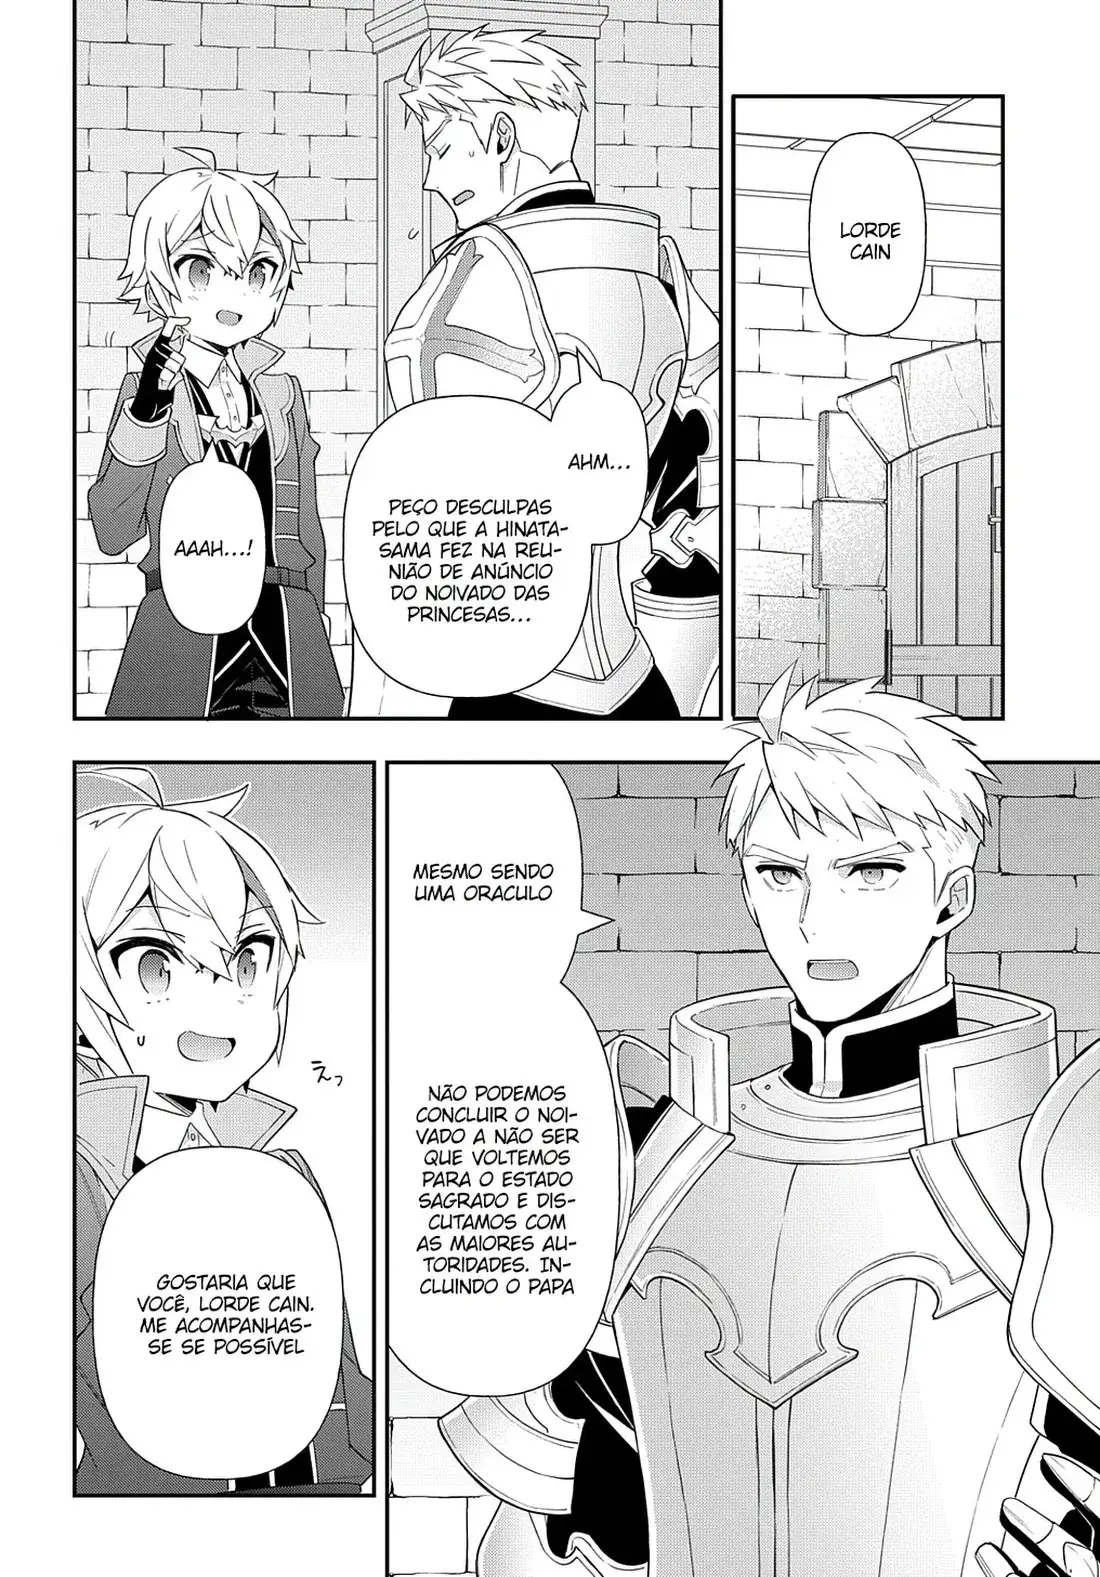 LORDE
CAIN
AHM...
PEÇO DESCULPAS
PELO QUE A HINATA-
SAMA FEZ NA REU-
NIÃO DE ANÚNCIO
DO NOIVADO DAS
PRINCESAS...
AAAH...!
MESMO SENDO
UMA ORACULO
NÃO PODEMOS
CONCLUIR O NOI-
VADO A NÃO SER
QUE VOLTEMOS
PARA O ESTADO
SAGRADO E DIS-
CUTAMOS COM
AS MAIORES AU-
TORIDADES. IN-
CLUINDO O PAPA
えっ
GOSTARIA QUE
VOCÊ, LORDE CAIN.
ME ACOMPANHAS-
SE SE POSSÍVEL